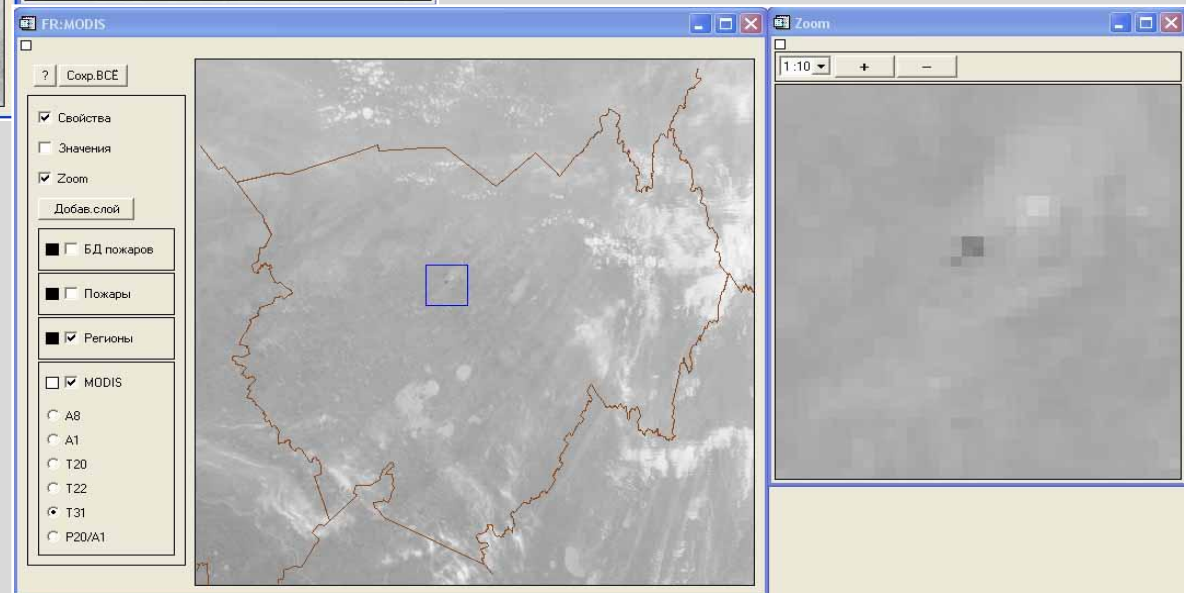 FR:MODIS
? Сохр.ВСЁ
Свойства
Значения
Zoom
Добав.слой
БД пожаров
Пожары
Регионы
MODIS
A8
A1
T20
T22
T31
P20/A1
Zoom
1:10 + −